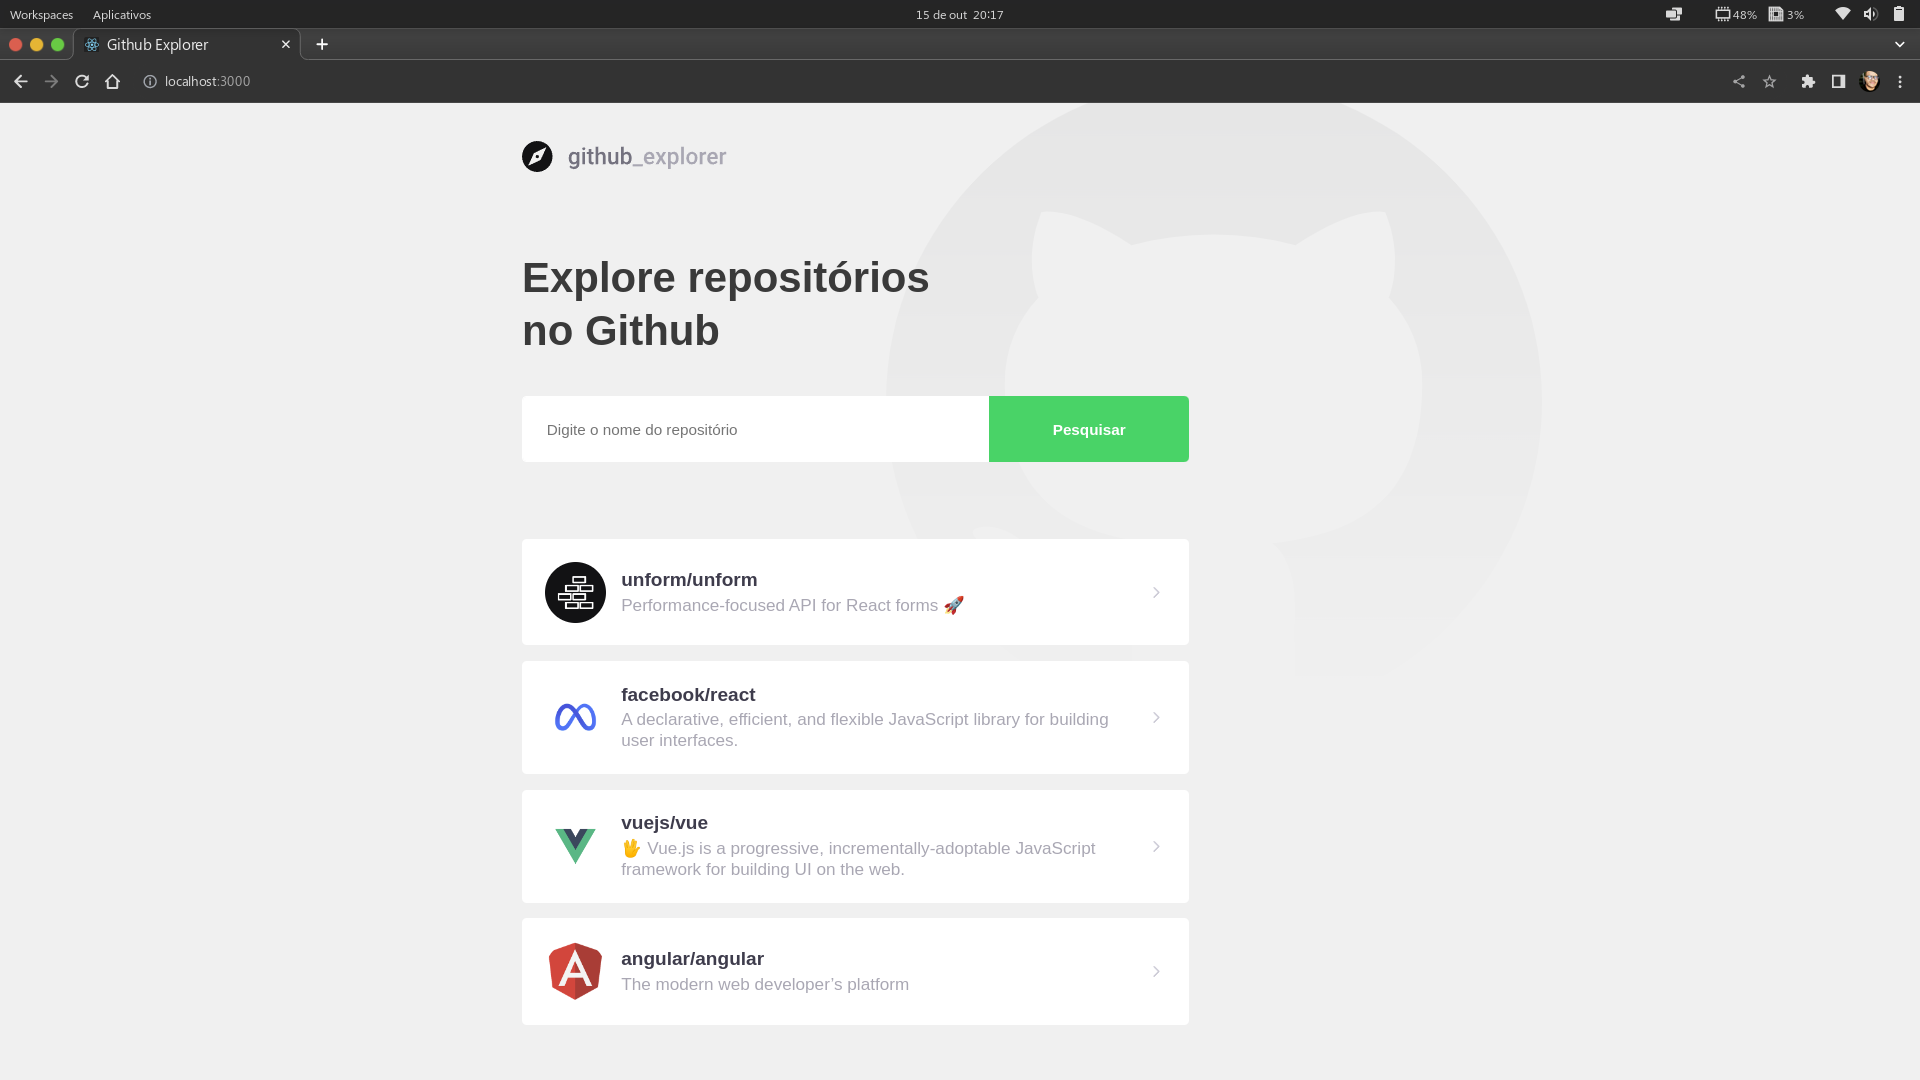 Workspaces Aplicativos 15 de out 20:17 48% 3%
Github Explorer
localhost:3000
github_explorer
Explore repositórios
no Github
Digite o nome do repositório Pesquisar
unform/unform
Performance-focused API for React forms 🚀
facebook/react
A declarative, efficient, and flexible JavaScript library for building
user interfaces.
vuejs/vue
🖖 Vue.js is a progressive, incrementally-adoptable JavaScript
framework for building UI on the web.
angular/angular
The modern web developer’s platform